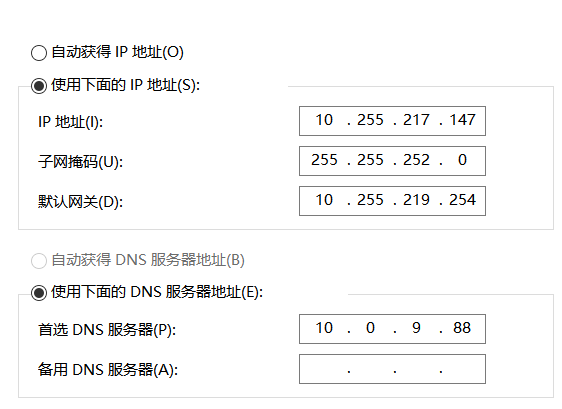 自动获得 IP 地址(O)
使用下面的 IP 地址(S):
IP 地址(I): 10 . 255 . 217 . 147
子网掩码(U): 255 . 255 . 252 . 0
默认网关(D): 10 . 255 . 219 . 254
自动获得 DNS 服务器地址(B)
使用下面的 DNS 服务器地址(E):
首选 DNS 服务器(P): 10 . 0 . 9 . 88
备用 DNS 服务器(A): . . .